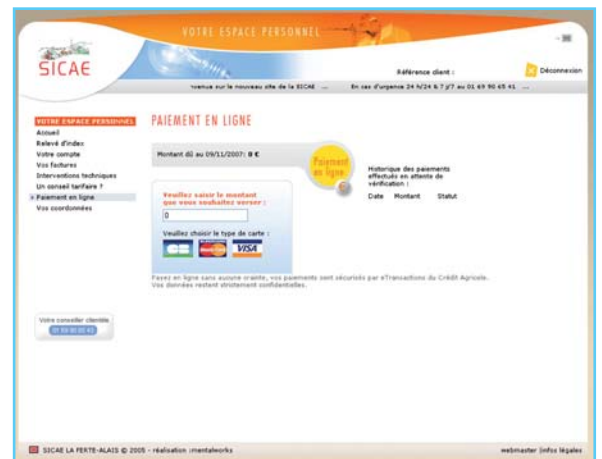 VOTRE ESPACE PERSONNEL
SICAE
Référence client :
Déconnexion
nvenue sur le nouveau site de la SICAE ... En cas d'urgence 24 h/24 & 7 j/7 au 01 69 90 65 41 ...
VOTRE ESPACE PERSONNEL
Accueil
Relevé d'index
Votre compte
Vos factures
Interventions techniques
Un conseil tarifaire ?
Paiement en ligne
Vos coordonnées
Votre conseiller clientèle
PAIEMENT EN LIGNE
Montant dû au 09/11/2007: 0 €
Paiement
en ligne
Veuillez saisir le montant
que vous souhaitez verser :
0
Veuillez choisir le type de carte :
CB MasterCard VISA
Historique des paiements
effectués en attente de
vérification :
Date Montant Statut
Payez en ligne sans aucune crainte, vos paiements sont sécurisés par eTransactions du Crédit Agricole.
Vos données restent strictement confidentielles.
SICAE LA FERTE-ALAIS © 2005 - réalisation :mentalworks
webmaster |infos légales